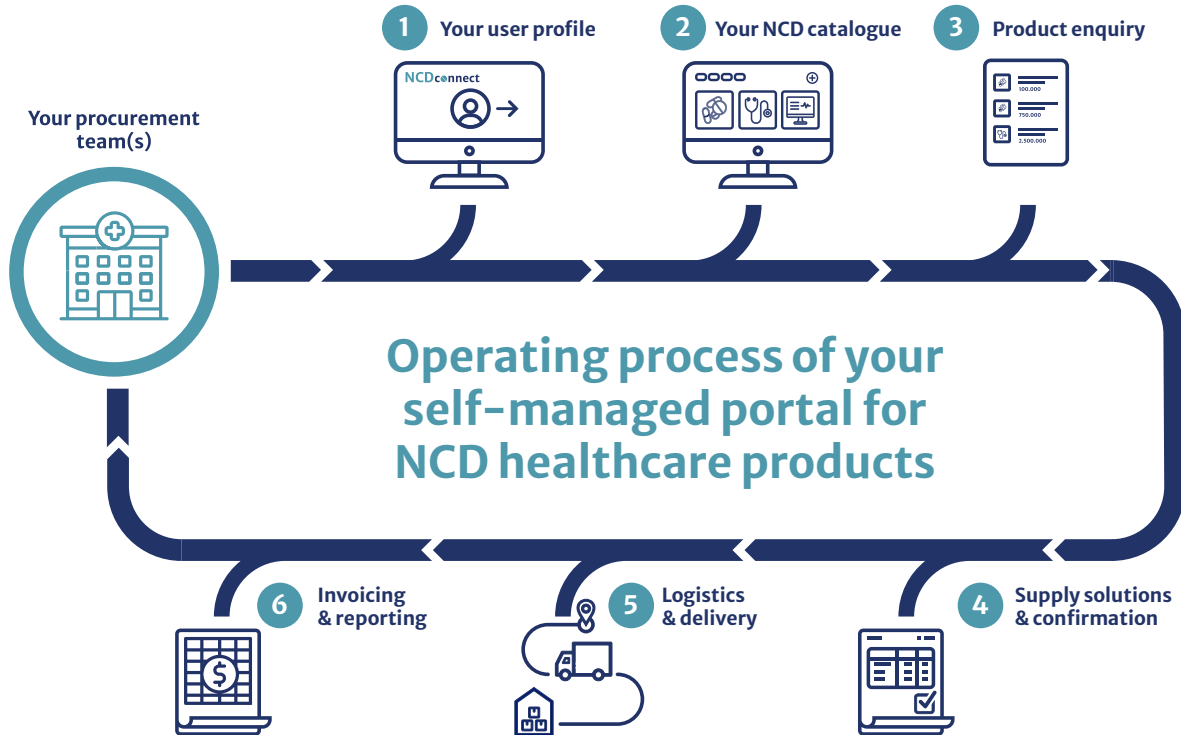 1 Your user profile
2 Your NCD catalogue
3 Product enquiry
NCDconnect
100.000
750.000
2.500.000
Your procurement
team(s)
Operating process of your
self-managed portal for
NCD healthcare products
6 Invoicing
& reporting
5 Logistics
& delivery
4 Supply solutions
& confirmation
$